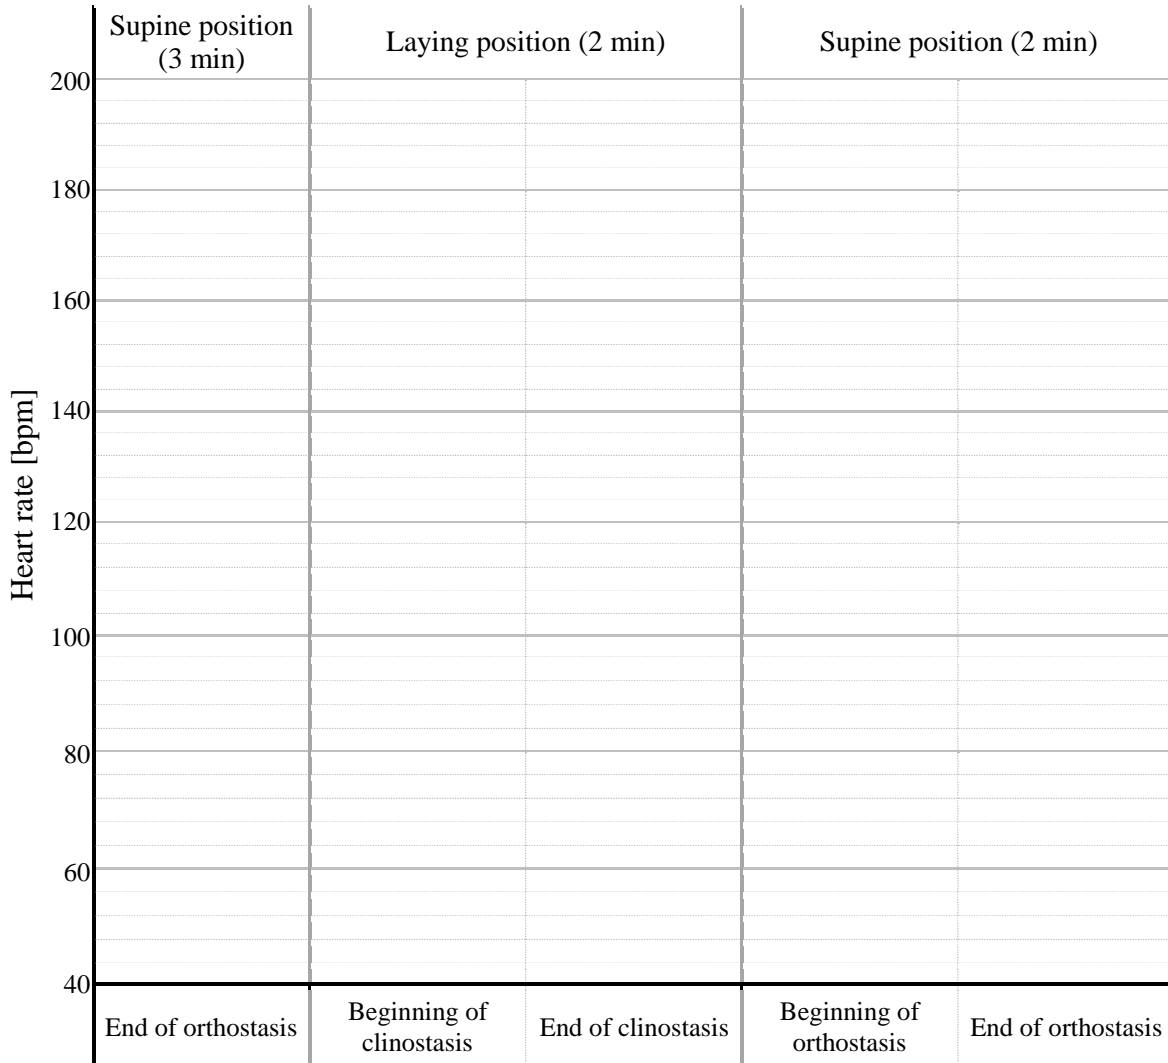 Supine position
(3 min)
Laying position (2 min)
Supine position (2 min)
200
180
160
140
120
100
80
60
40
Heart rate [bpm]
End of orthostasis
Beginning of
clinostasis
End of clinostasis
Beginning of
orthostasis
End of orthostasis